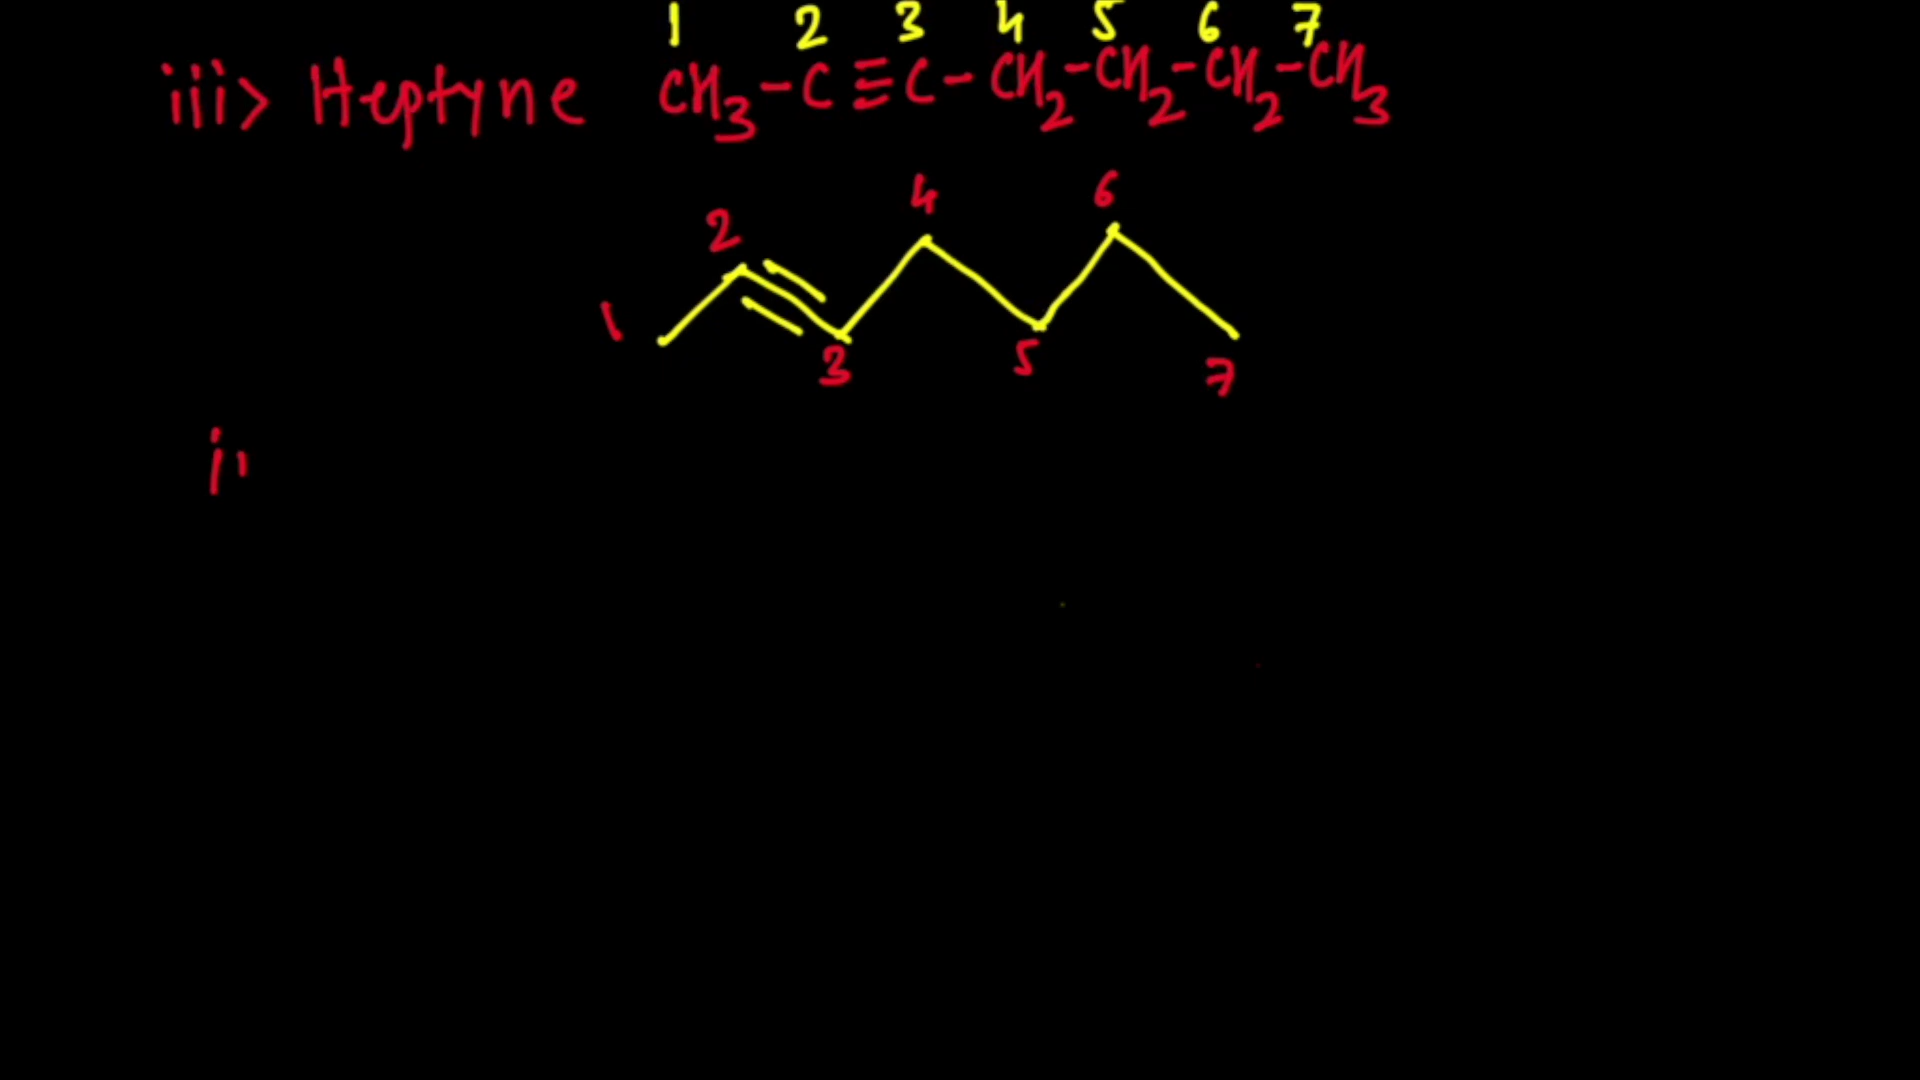 1 2 3 4 5 6 7
iii> Heptyne CH3-C≡C-CH2-CH2-CH2-CH3
2 4 6
1 3 5 7
i